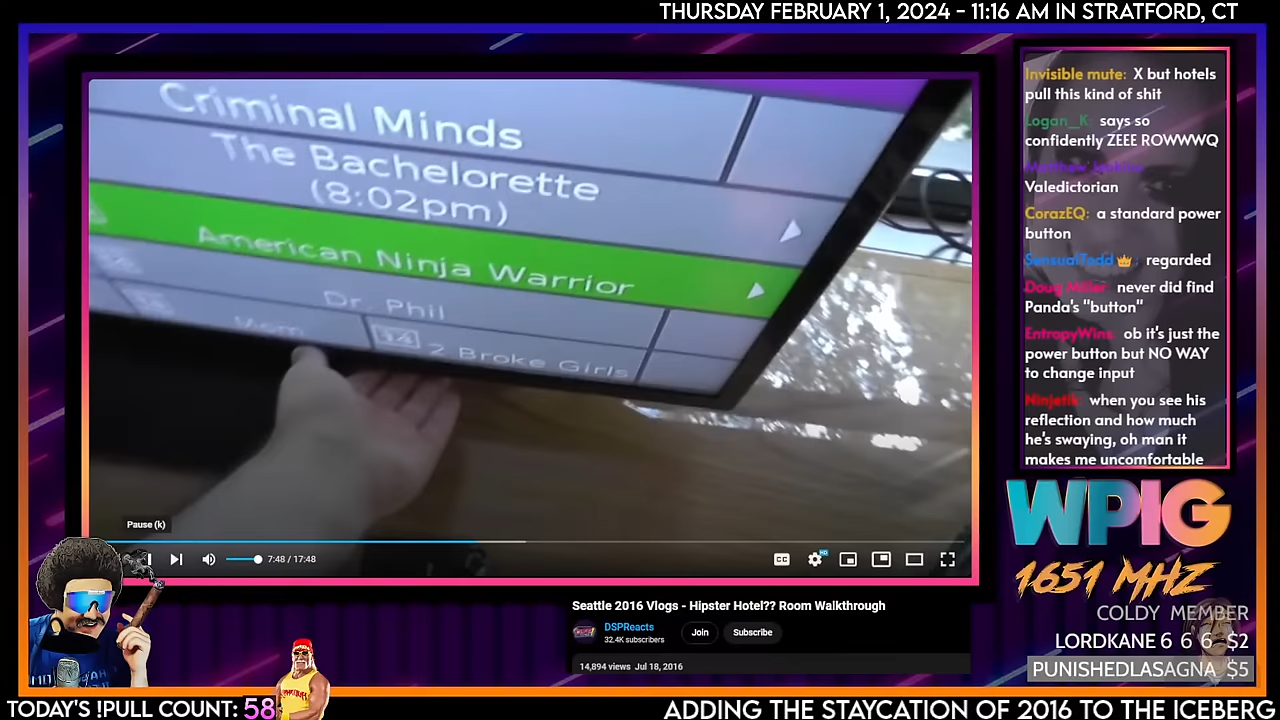 THURSDAY FEBRUARY 1, 2024 - 11:16 AM IN STRATFORD, CT
Criminal Minds
The Bachelorette
(8:02pm)
American Ninja Warrior
Dr. Phil
Mom
2 Broke Girls
Pause (k)
7:48 / 17:48
CC
HD
Invisible mute: X but hotels
pull this kind of shit
Logan__K: says so
confidently ZEEE ROWWWQ
Valedictorian
CorazEQ: a standard power
button
SensualTodd: regarded
Doug Miller: never did find
Panda's "button"
EntropyWins: ob it's just the
power button but NO WAY
to change input
Ninjetik: when you see his
reflection and how much
he's swaying, oh man it
makes me uncomfortable
WPIG
1651 MHZ
COLDY MEMBER
LORDKANE 6 6 6 $2
PUNISHEDLASAGNA $5
Seattle 2016 Vlogs - Hipster Hotel?? Room Walkthrough
DSPReacts
32.4K subscribers
Join
Subscribe
14,894 views Jul 18, 2016
TODAY'S !PULL COUNT: 58
ADDING THE STAYCATION OF 2016 TO THE ICEBERG